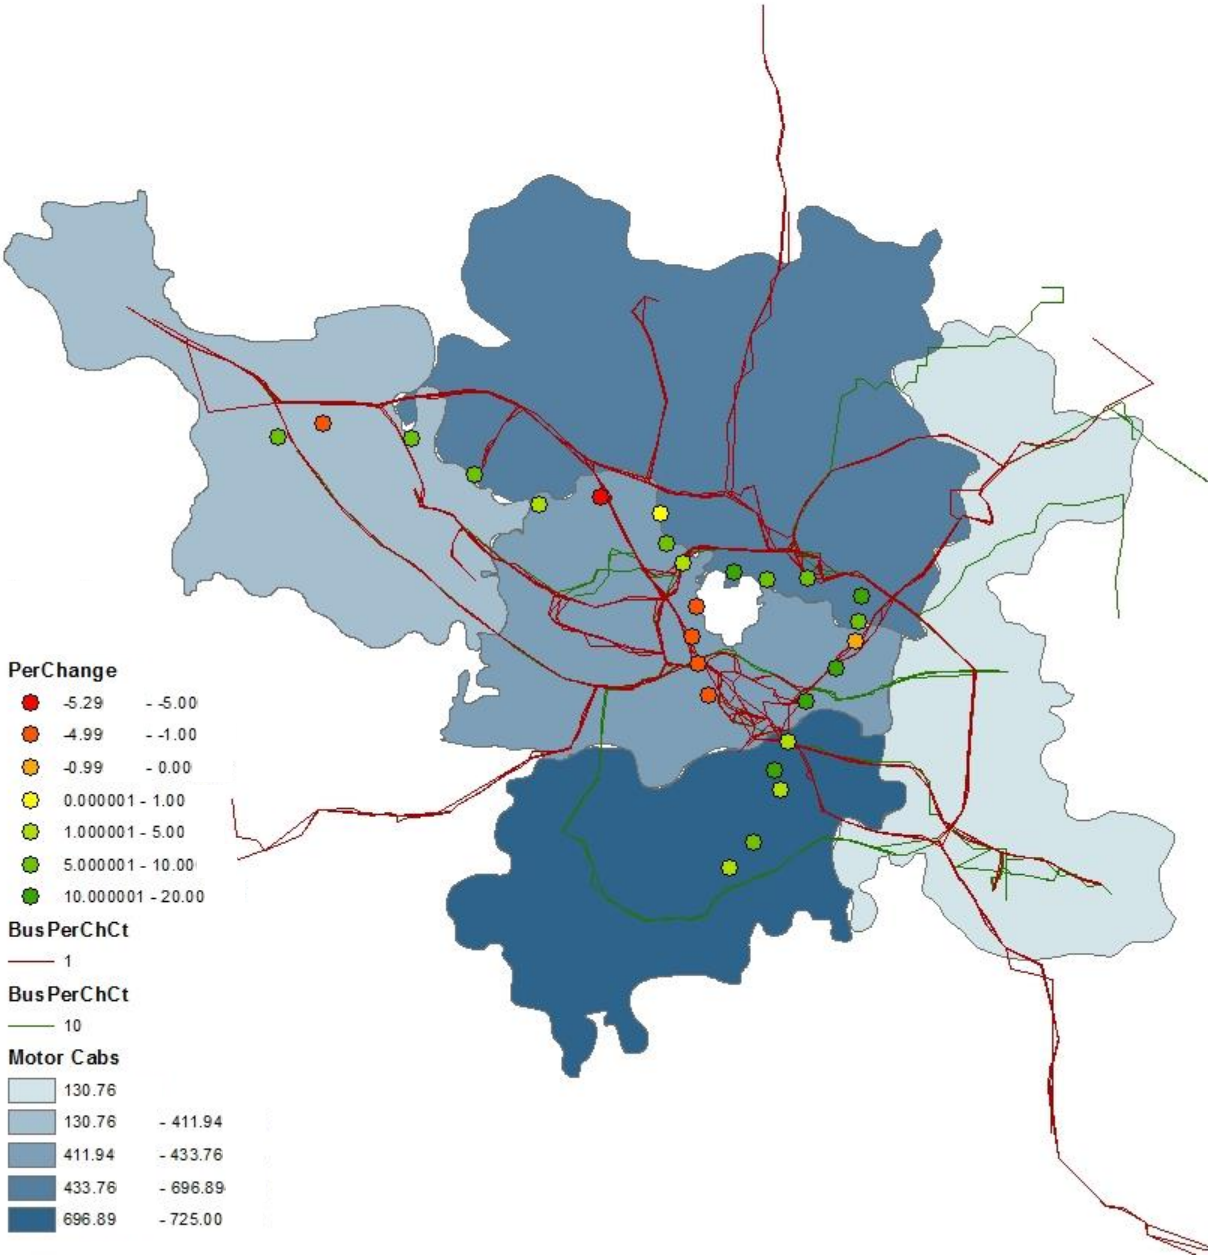 PerChange
-5.29 - -5.00
-4.99 - -1.00
-0.99 - 0.00
0.000001 - 1.00
1.000001 - 5.00
5.000001 - 10.00
10.000001 - 20.00
BusPerChCt
1
BusPerChCt
10
Motor Cabs
130.76
130.76 - 411.94
411.94 - 433.76
433.76 - 696.89
696.89 - 725.00